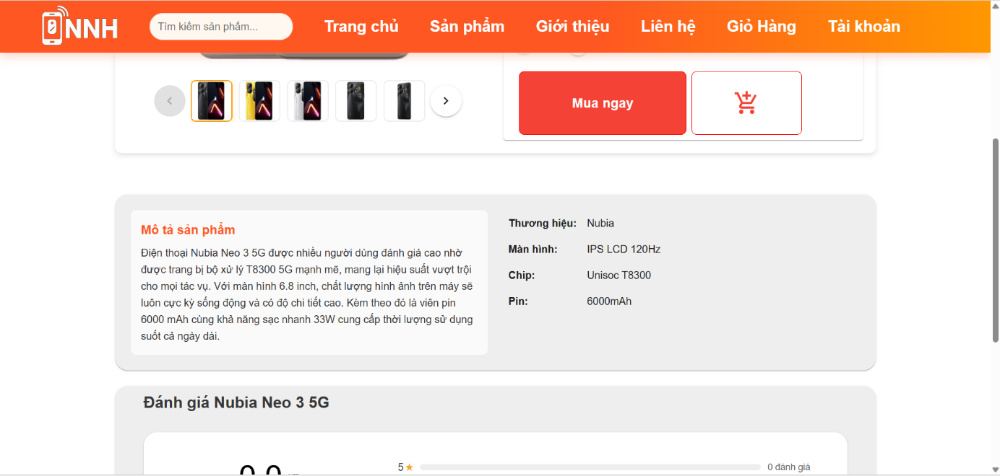 NNH
Tìm kiếm sản phẩm...
Trang chủ
Sản phẩm
Giới thiệu
Liên hệ
Giỏ Hàng
Tài khoản
Mua ngay
Mô tả sản phẩm
Điện thoại Nubia Neo 3 5G được nhiều người dùng đánh giá cao nhờ
được trang bị bộ xử lý T8300 5G mạnh mẽ, mang lại hiệu suất vượt trội
cho mọi tác vụ. Với màn hình 6.8 inch, chất lượng hình ảnh trên máy sẽ
luôn cực kỳ sống động và có độ chi tiết cao. Kèm theo đó là viên pin
6000 mAh cùng khả năng sạc nhanh 33W cung cấp thời lượng sử dụng
suốt cả ngày dài.
Thương hiệu: Nubia
Màn hình: IPS LCD 120Hz
Chip: Unisoc T8300
Pin: 6000mAh
Đánh giá Nubia Neo 3 5G
0.0
5 ★ 0 đánh giá